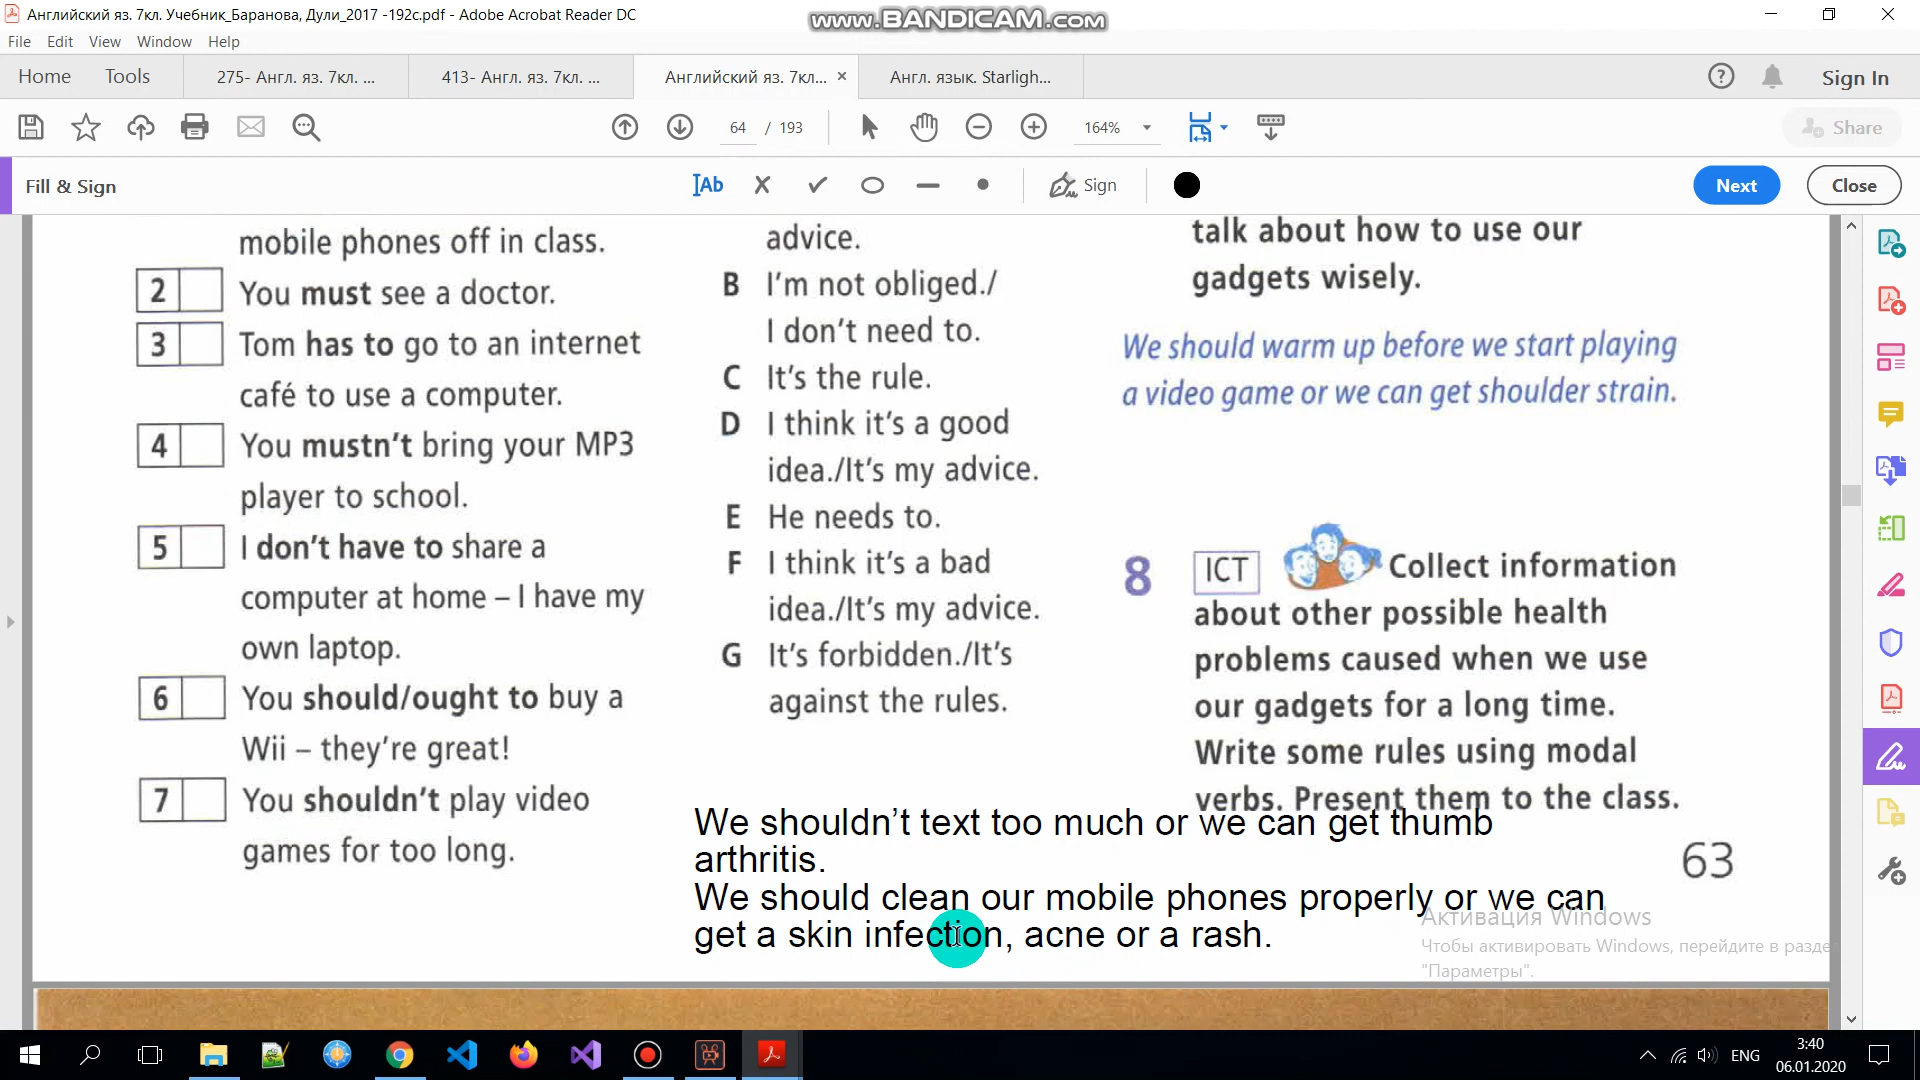 Английский яз. 7кл. Учебник_Баранова, Дули_2017 -192с.pdf - Adobe Acrobat Reader DC
www.BANDICAM.com
File Edit View Window Help
Home Tools 275- Англ. яз. 7кл. ... 413- Англ. яз. 7кл. ... Английский яз. 7кл... × Англ. язык. Starligh... Sign In
64 / 193 164% Share
Fill & Sign Ab Sign Next Close
mobile phones off in class.
2 You must see a doctor.
3 Tom has to go to an internet
café to use a computer.
4 You mustn't bring your MP3
player to school.
5 I don't have to share a
computer at home – I have my
own laptop.
6 You should/ought to buy a
Wii – they're great!
7 You shouldn't play video
games for too long.
advice.
B I'm not obliged./
I don't need to.
C It's the rule.
D I think it's a good
idea./It's my advice.
E He needs to.
F I think it's a bad
idea./It's my advice.
G It's forbidden./It's
against the rules.
talk about how to use our
gadgets wisely.
We should warm up before we start playing
a video game or we can get shoulder strain.
8 ICT Collect information
about other possible health
problems caused when we use
our gadgets for a long time.
Write some rules using modal
verbs. Present them to the class.
We shouldn't text too much or we can get thumb
arthritis.
We should clean our mobile phones properly or we can
get a skin infection, acne or a rash.
63
Активация Windows
Чтобы активировать Windows, перейдите в разде
"Параметры".
ENG
3:40
06.01.2020